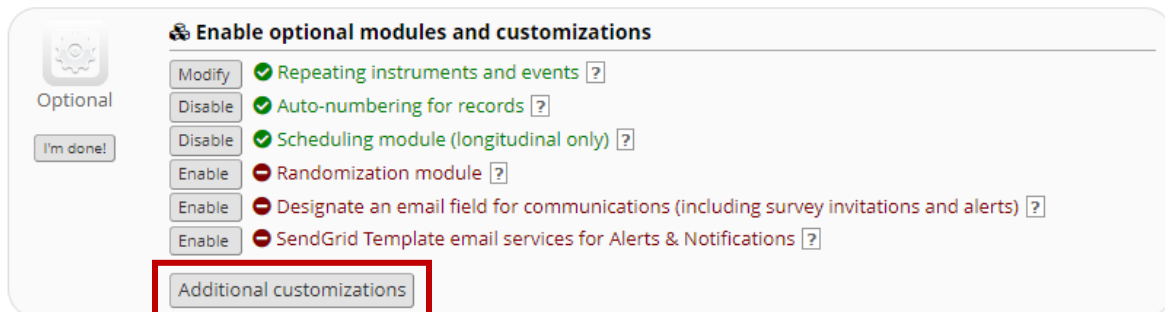 Enable optional modules and customizations
Optional
I'm done!
Modify Repeating instruments and events ?
Disable Auto-numbering for records ?
Disable Scheduling module (longitudinal only) ?
Enable Randomization module ?
Enable Designate an email field for communications (including survey invitations and alerts) ?
Enable SendGrid Template email services for Alerts & Notifications ?
Additional customizations